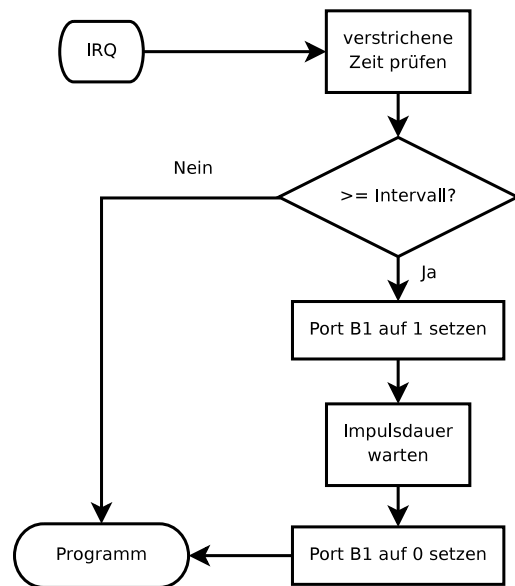 IRQ
verstrichene
Zeit prüfen
Nein
>= Intervall?
Ja
Port B1 auf 1 setzen
Impulsdauer
warten
Programm
Port B1 auf 0 setzen